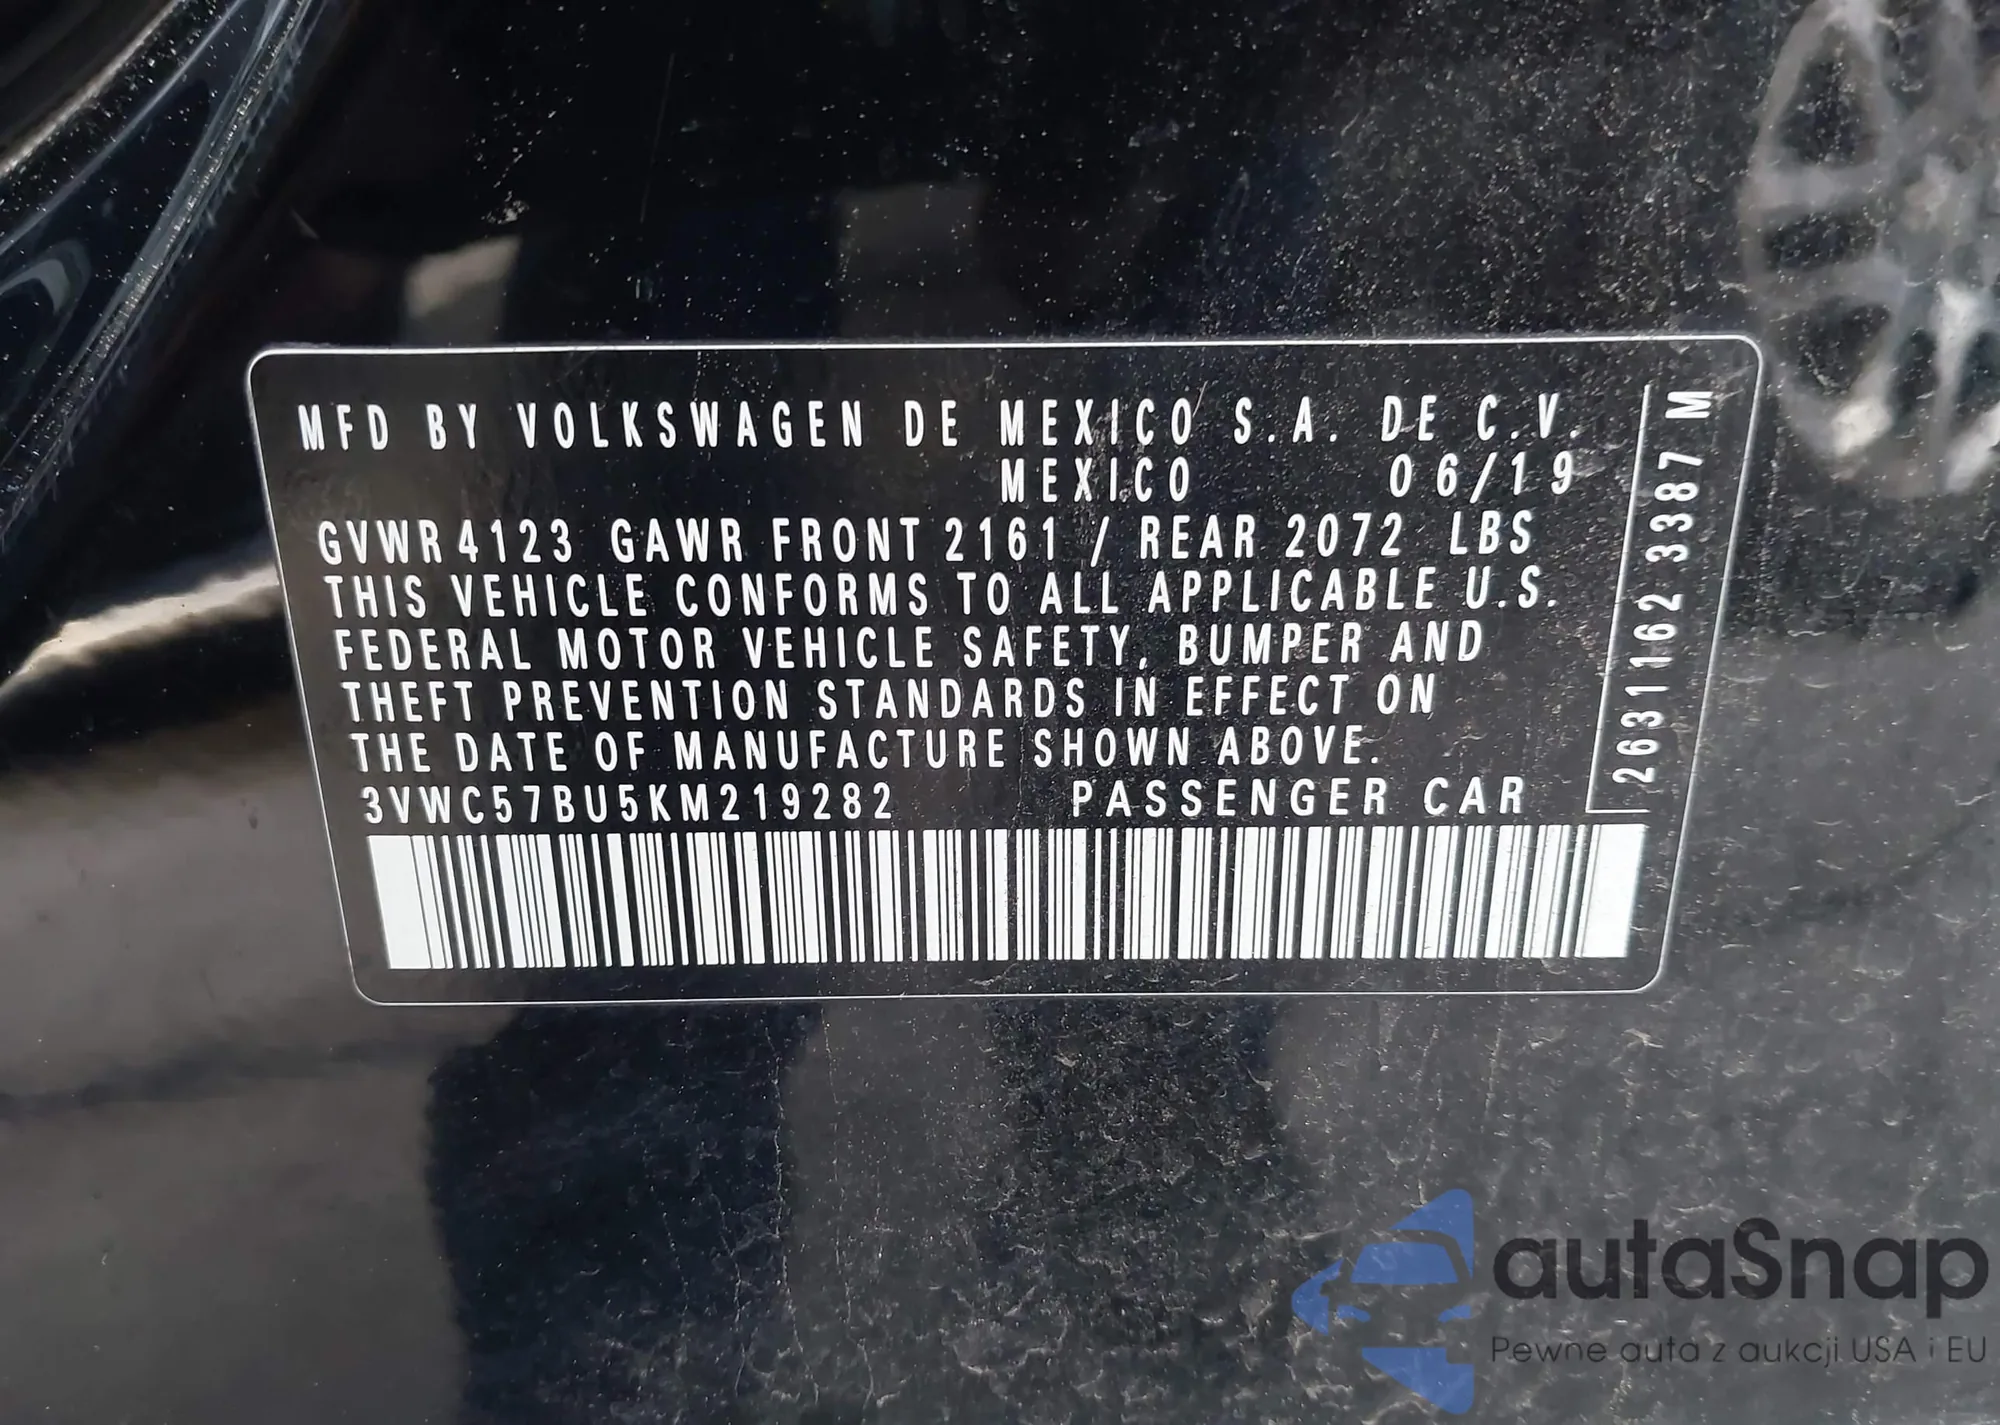 MFD BY VOLKSWAGEN DE MEXICO S.A. DE C.V.
MEXICO 06/19
GVWR 4123 GAWR FRONT 2161 / REAR 2072 LBS
THIS VEHICLE CONFORMS TO ALL APPLICABLE U.S.
FEDERAL MOTOR VEHICLE SAFETY, BUMPER AND
THEFT PREVENTION STANDARDS IN EFFECT ON
THE DATE OF MANUFACTURE SHOWN ABOVE.
3VWC57BU5KM219282 PASSENGER CAR
2631162 3387 M
autaSnap
Pewne auta z aukcji USA i EU